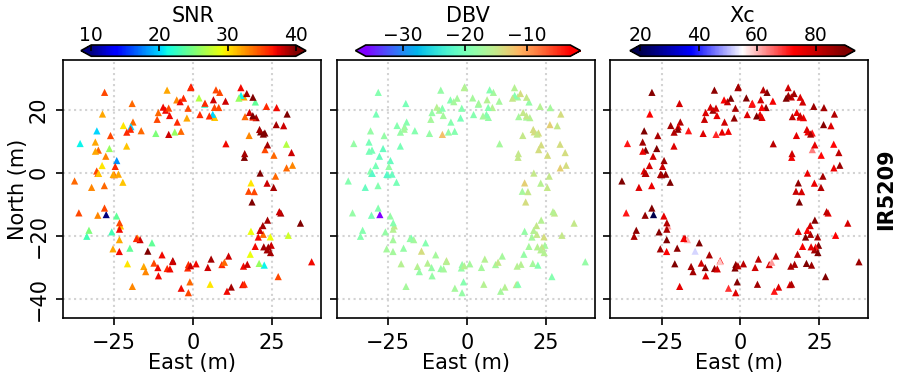 SNR DBV Xc
10 20 30 40 −30 −20 −10 20 40 60 80
North (m)
20
0
−20
−40
−25 0 25 −25 0 25 −25 0 25
East (m) East (m) East (m)
IR5209